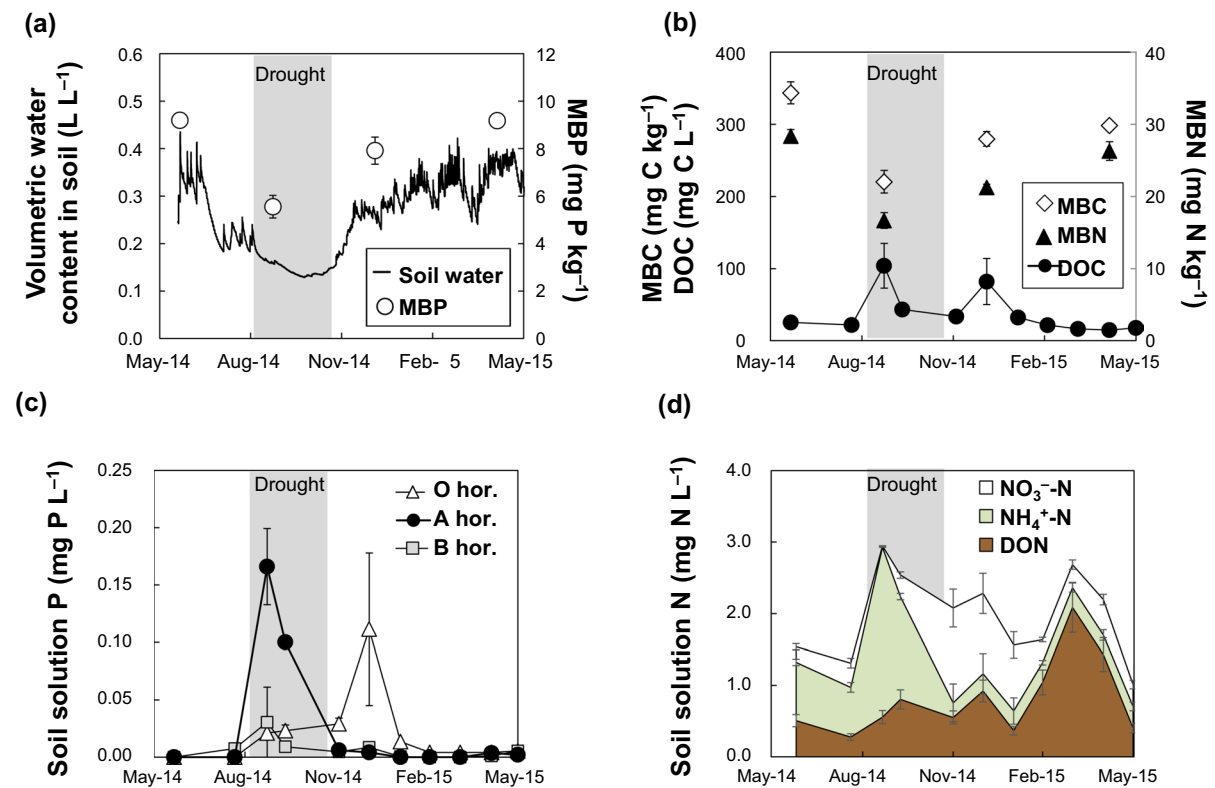 (a)
0.6
0.5
0.4
0.3
0.2
0.1
0.0
Volumetric water
content in soil (L L⁻¹)
Drought
Soil water
MBP
12
10
8
6
4
2
0
MBP (mg P kg⁻¹)
May-14 Aug-14 Nov-14 Feb- 5 May-15
(b)
400
300
200
100
0
MBC (mg C kg⁻¹)
DOC (mg C L⁻¹)
Drought
MBC
MBN
DOC
40
30
20
10
0
MBN (mg N kg⁻¹)
May-14 Aug-14 Nov-14 Feb-15 May-15
(c)
0.25
0.20
0.15
0.10
0.05
0.00
Soil solution P (mg P L⁻¹)
Drought
O hor.
A hor.
B hor.
May-14 Aug-14 Nov-14 Feb-15 May-15
(d)
4.0
3.0
2.0
1.0
0.0
Soil solution N (mg N L⁻¹)
Drought
NO₃⁻-N
NH₄⁺-N
DON
May-14 Aug-14 Nov-14 Feb-15 May-15